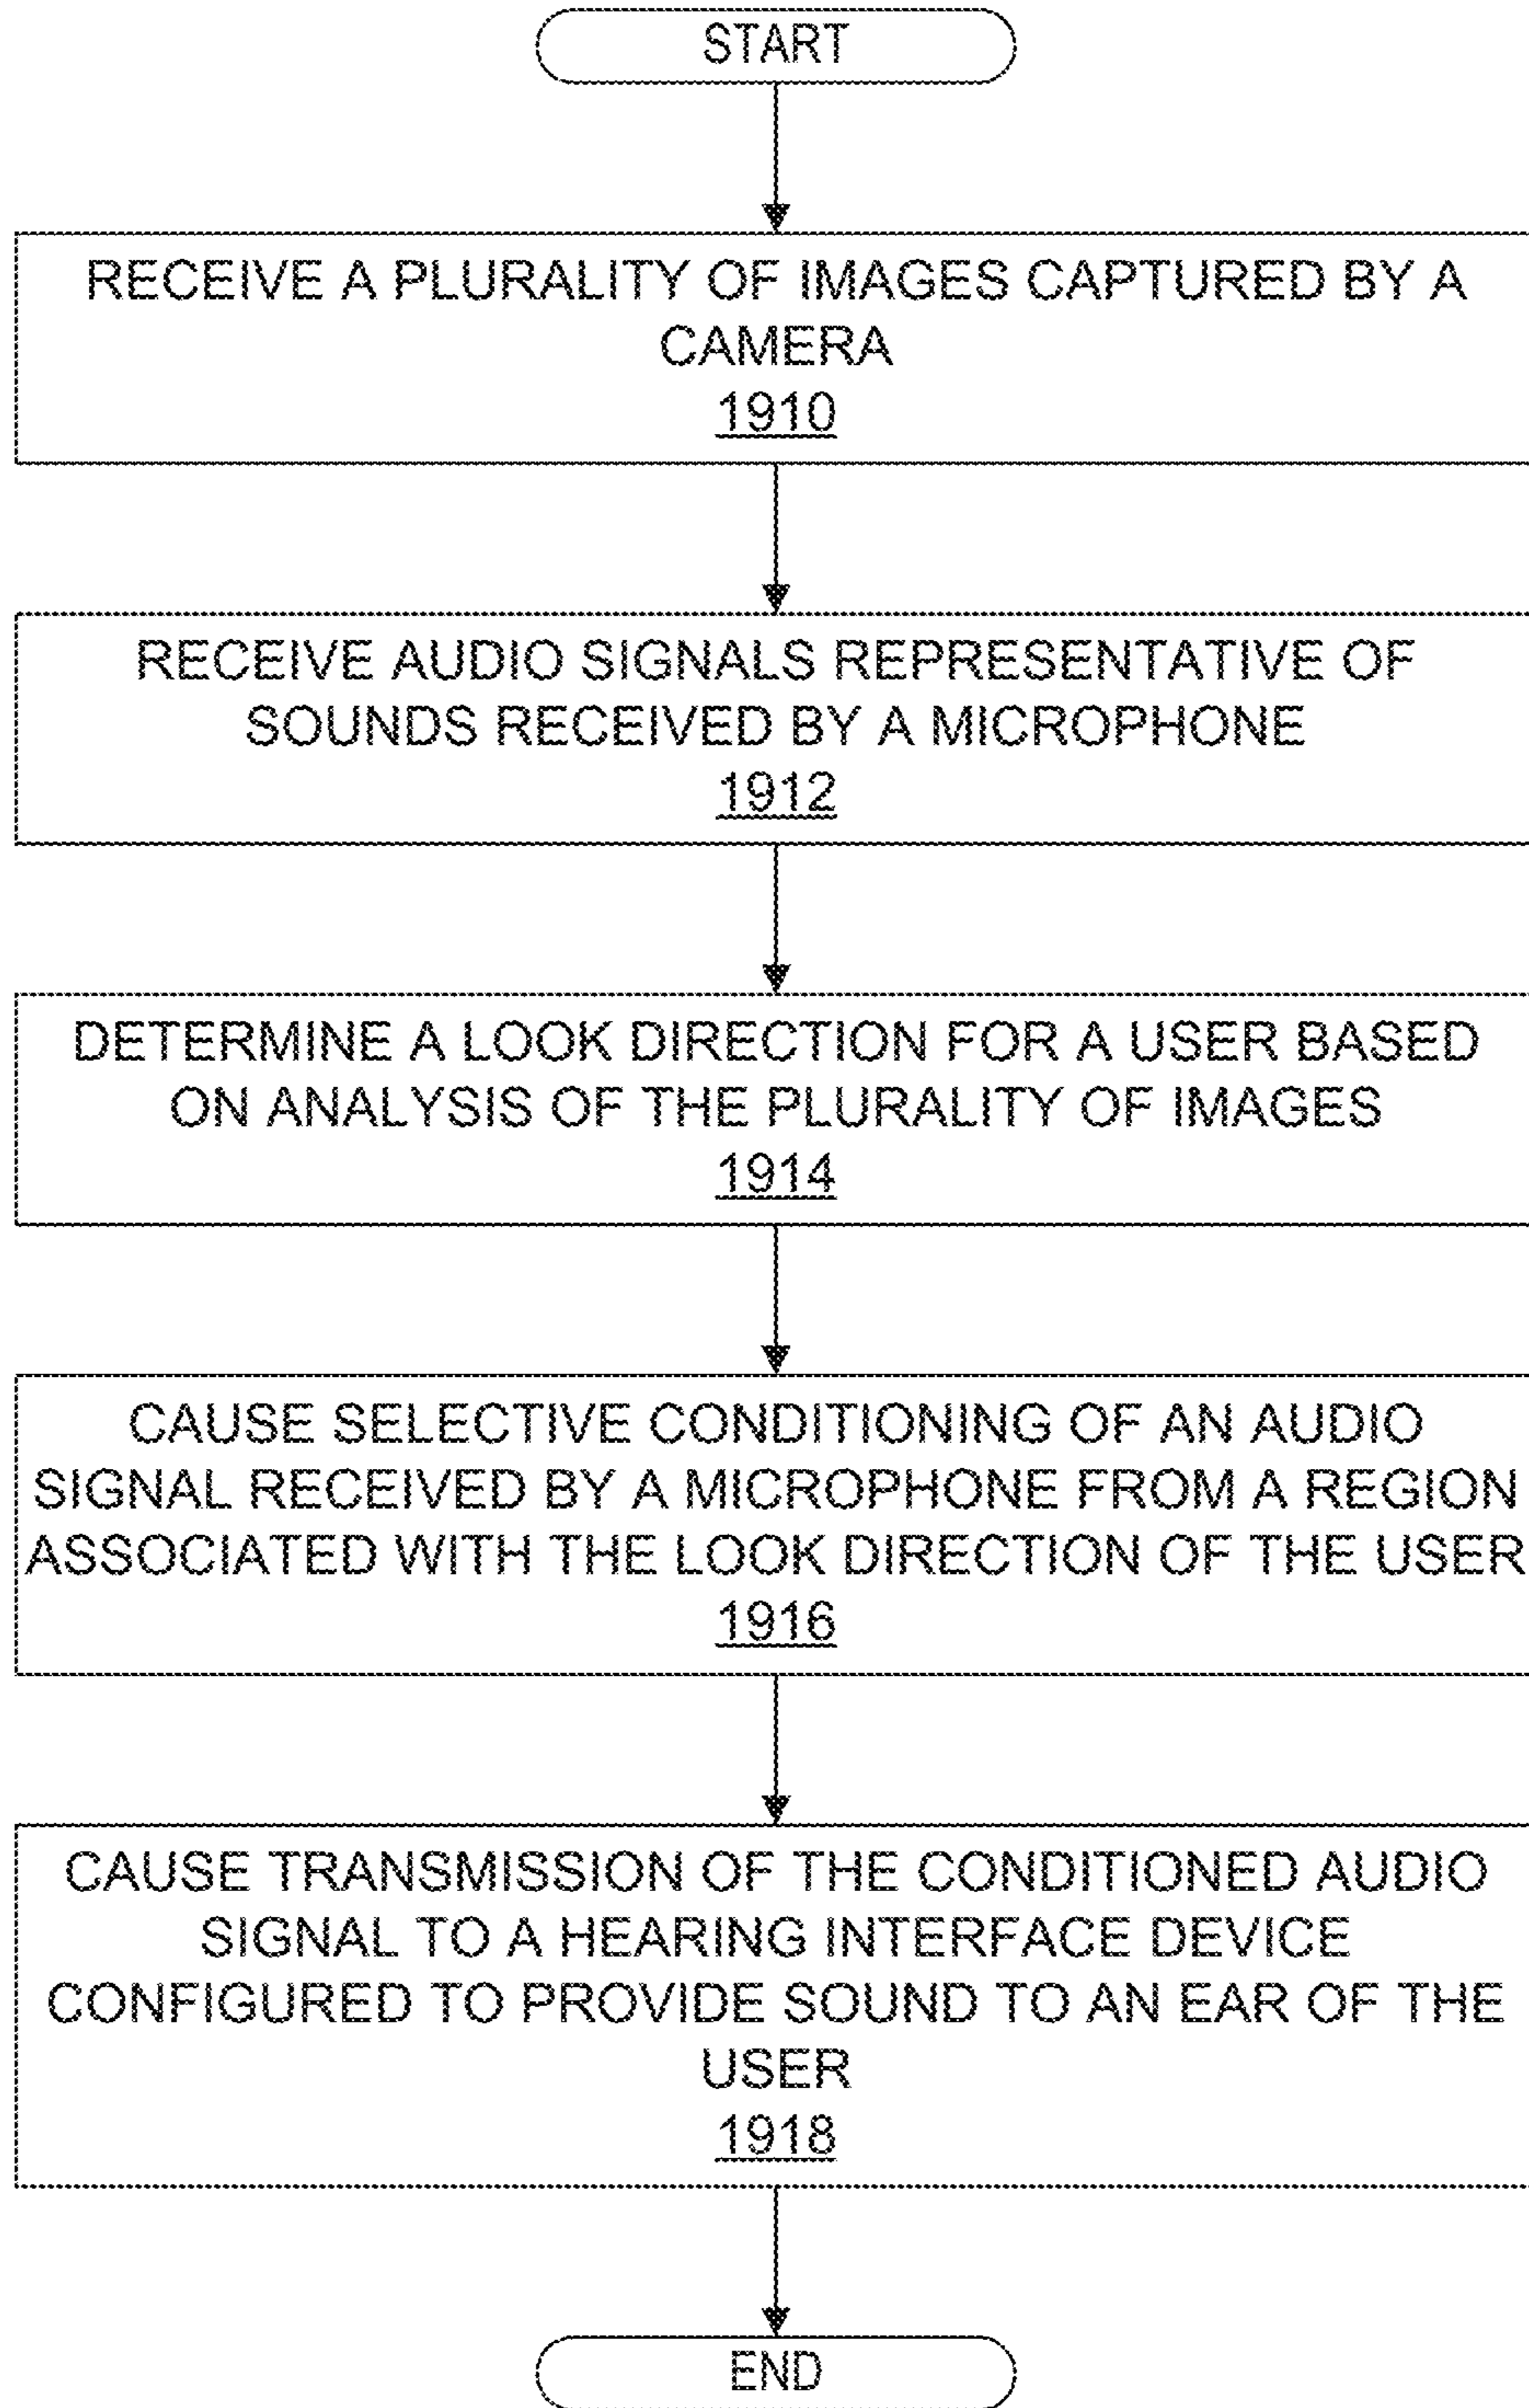 START
RECEIVE A PLURALITY OF IMAGES CAPTURED BY A
CAMERA
1910
RECEIVE AUDIO SIGNALS REPRESENTATIVE OF
SOUNDS RECEIVED BY A MICROPHONE
1912
DETERMINE A LOOK DIRECTION FOR A USER BASED
ON ANALYSIS OF THE PLURALITY OF IMAGES
1914
CAUSE SELECTIVE CONDITIONING OF AN AUDIO
SIGNAL RECEIVED BY A MICROPHONE FROM A REGION
ASSOCIATED WITH THE LOOK DIRECTION OF THE USER
1916
CAUSE TRANSMISSION OF THE CONDITIONED AUDIO
SIGNAL TO A HEARING INTERFACE DEVICE
CONFIGURED TO PROVIDE SOUND TO AN EAR OF THE
USER
1918
END